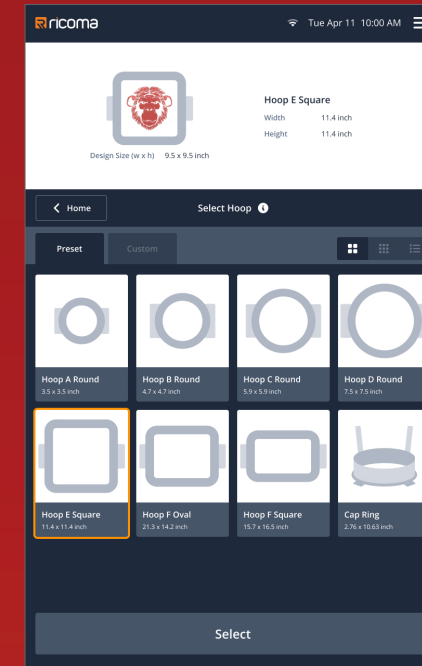 ricoma
Tue Apr 11 10:00 AM
Hoop E Square
Width 11.4 inch
Height 11.4 inch
Design Size (w x h) 9.5 x 9.5 inch
Home
Select Hoop
Preset
Custom
Hoop A Round
3.5 x 3.5 inch
Hoop B Round
4.7 x 4.7 inch
Hoop C Round
5.9 x 5.9 inch
Hoop D Round
7.5 x 7.5 inch
Hoop E Square
11.4 x 11.4 inch
Hoop F Oval
21.3 x 14.2 inch
Hoop F Square
15.7 x 16.5 inch
Cap Ring
2.76 x 10.63 inch
Select